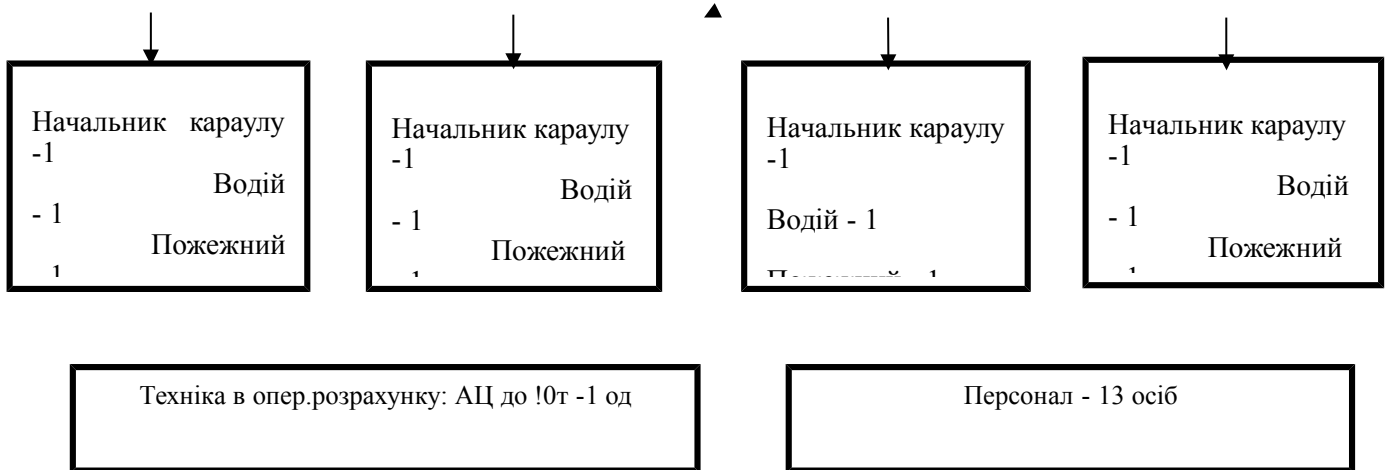 Начальник караулу
-1
Водій
- 1
Пожежний
Начальник караулу
-1
Водій
- 1
Пожежний
Начальник караулу
-1
Водій - 1
Начальник караулу
-1
Водій
- 1
Пожежний
Техніка в опер.розрахунку: АЦ до !0т -1 од
Персонал - 13 осіб